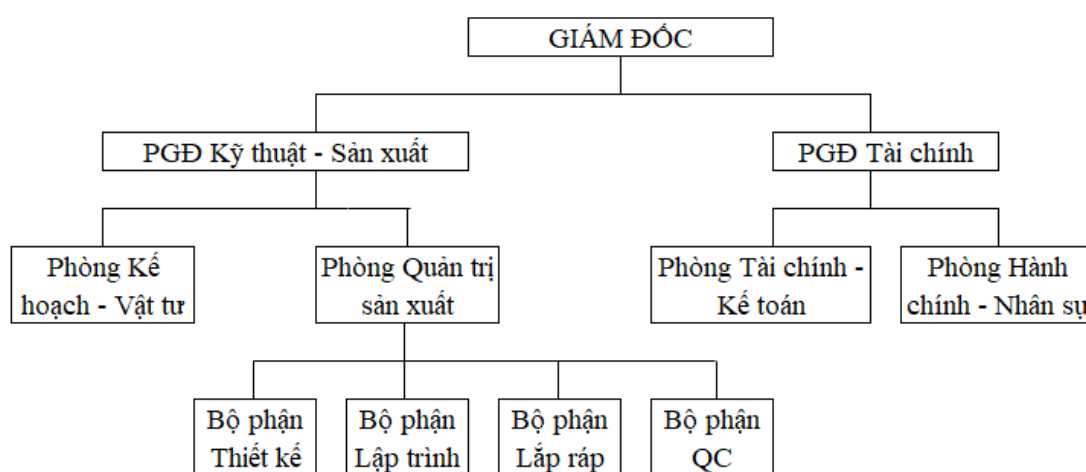 GIÁM ĐỐC
PGĐ Kỹ thuật - Sản xuất
PGĐ Tài chính
Phòng Kế
hoạch - Vật tư
Phòng Quản trị
sản xuất
Phòng Tài chính -
Kế toán
Phòng Hành
chính - Nhân sự
Bộ phận
Thiết kế
Bộ phận
Lập trình
Bộ phận
Lắp ráp
Bộ phận
QC